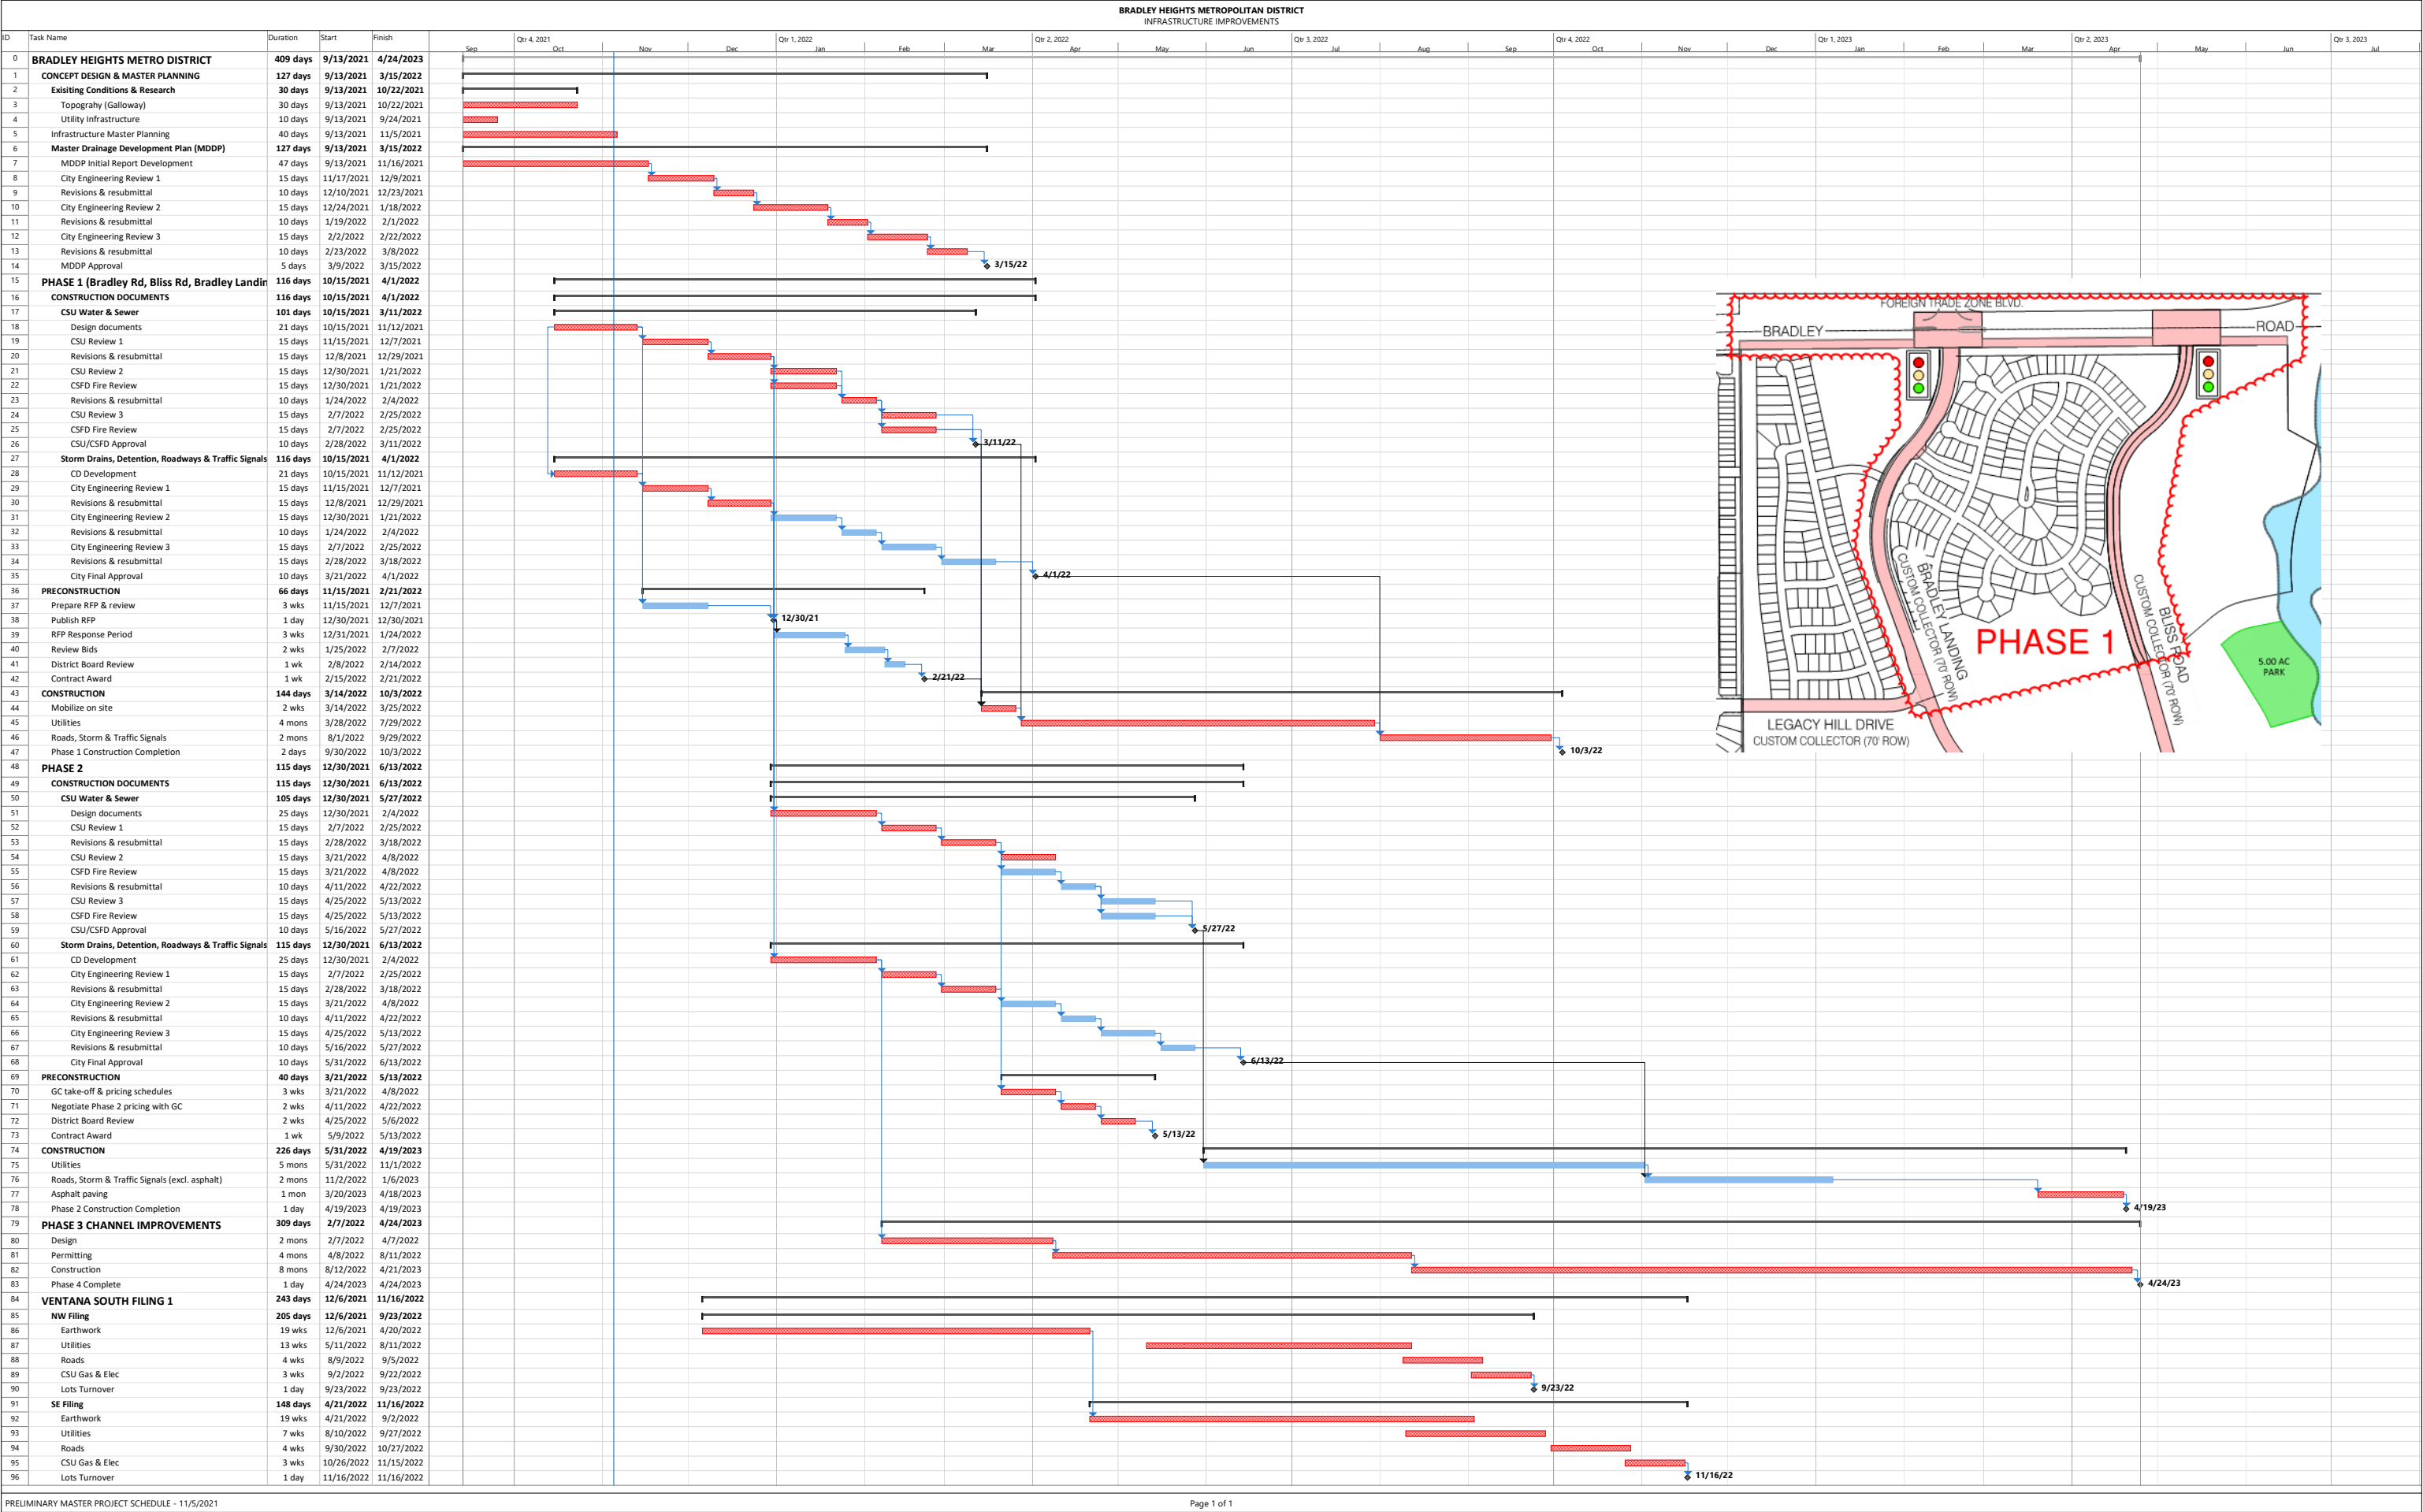 BRADLEY HEIGHTS METROPOLITAN DISTRICT
INFRASTRUCTURE IMPROVEMENTS
ID Task Name Duration Start Finish
Qtr 4, 2021 Qtr 1, 2022 Qtr 2, 2022 Qtr 3, 2022 Qtr 4, 2022 Qtr 1, 2023 Qtr 2, 2023 Qtr 3, 2023
Sep Oct Nov Dec Jan Feb Mar Apr May Jun Jul Aug Sep Oct Nov Dec Jan Feb Mar Apr May Jun Jul
0 BRADLEY HEIGHTS METRO DISTRICT 409 days 9/13/2021 4/24/2023
1 CONCEPT DESIGN & MASTER PLANNING 127 days 9/13/2021 3/15/2022
2 Exisiting Conditions & Research 30 days 9/13/2021 10/22/2021
3 Topograhy (Galloway) 30 days 9/13/2021 10/22/2021
4 Utility Infrastructure 10 days 9/13/2021 9/24/2021
5 Infrastructure Master Planning 40 days 9/13/2021 11/5/2021
6 Master Drainage Development Plan (MDDP) 127 days 9/13/2021 3/15/2022
7 MDDP Initial Report Development 47 days 9/13/2021 11/16/2021
8 City Engineering Review 1 15 days 11/17/2021 12/9/2021
9 Revisions & resubmittal 10 days 12/10/2021 12/23/2021
10 City Engineering Review 2 15 days 12/24/2021 1/18/2022
11 Revisions & resubmittal 10 days 1/19/2022 2/1/2022
12 City Engineering Review 3 15 days 2/2/2022 2/22/2022
13 Revisions & resubmittal 10 days 2/23/2022 3/8/2022
14 MDDP Approval 5 days 3/9/2022 3/15/2022 3/15/22
15 PHASE 1 (Bradley Rd, Bliss Rd, Bradley Landin 116 days 10/15/2021 4/1/2022
16 CONSTRUCTION DOCUMENTS 116 days 10/15/2021 4/1/2022
17 CSU Water & Sewer 101 days 10/15/2021 3/11/2022
18 Design documents 21 days 10/15/2021 11/12/2021
19 CSU Review 1 15 days 11/15/2021 12/7/2021
20 Revisions & resubmittal 15 days 12/8/2021 12/29/2021
21 CSU Review 2 15 days 12/30/2021 1/21/2022
22 CSFD Fire Review 15 days 12/30/2021 1/21/2022
23 Revisions & resubmittal 10 days 1/24/2022 2/4/2022
24 CSU Review 3 15 days 2/7/2022 2/25/2022
25 CSFD Fire Review 15 days 2/7/2022 2/25/2022
26 CSU/CSFD Approval 10 days 2/28/2022 3/11/2022 3/11/22
27 Storm Drains, Detention, Roadways & Traffic Signals 116 days 10/15/2021 4/1/2022
28 CD Development 21 days 10/15/2021 11/12/2021
29 City Engineering Review 1 15 days 11/15/2021 12/7/2021
30 Revisions & resubmittal 15 days 12/8/2021 12/29/2021
31 City Engineering Review 2 15 days 12/30/2021 1/21/2022
32 Revisions & resubmittal 10 days 1/24/2022 2/4/2022
33 City Engineering Review 3 15 days 2/7/2022 2/25/2022
34 Revisions & resubmittal 15 days 2/28/2022 3/18/2022
35 City Final Approval 10 days 3/21/2022 4/1/2022 4/1/22
36 PRECONSTRUCTION 66 days 11/15/2021 2/21/2022
37 Prepare RFP & review 3 wks 11/15/2021 12/7/2021
38 Publish RFP 1 day 12/30/2021 12/30/2021 12/30/21
39 RFP Response Period 3 wks 12/31/2021 1/24/2022
40 Review Bids 2 wks 1/25/2022 2/7/2022
41 District Board Review 1 wk 2/8/2022 2/14/2022
42 Contract Award 1 wk 2/15/2022 2/21/2022 2/21/22
43 CONSTRUCTION 144 days 3/14/2022 10/3/2022
44 Mobilize on site 2 wks 3/14/2022 3/25/2022
45 Utilities 4 mons 3/28/2022 7/29/2022
46 Roads, Storm & Traffic Signals 2 mons 8/1/2022 9/29/2022
47 Phase 1 Construction Completion 2 days 9/30/2022 10/3/2022 10/3/22
48 PHASE 2 115 days 12/30/2021 6/13/2022
49 CONSTRUCTION DOCUMENTS 115 days 12/30/2021 6/13/2022
50 CSU Water & Sewer 105 days 12/30/2021 5/27/2022
51 Design documents 25 days 12/30/2021 2/4/2022
52 CSU Review 1 15 days 2/7/2022 2/25/2022
53 Revisions & resubmittal 15 days 2/28/2022 3/18/2022
54 CSU Review 2 15 days 3/21/2022 4/8/2022
55 CSFD Fire Review 15 days 3/21/2022 4/8/2022
56 Revisions & resubmittal 10 days 4/11/2022 4/22/2022
57 CSU Review 3 15 days 4/25/2022 5/13/2022
58 CSFD Fire Review 15 days 4/25/2022 5/13/2022
59 CSU/CSFD Approval 10 days 5/16/2022 5/27/2022 5/27/22
60 Storm Drains, Detention, Roadways & Traffic Signals 115 days 12/30/2021 6/13/2022
61 CD Development 25 days 12/30/2021 2/4/2022
62 City Engineering Review 1 15 days 2/7/2022 2/25/2022
63 Revisions & resubmittal 15 days 2/28/2022 3/18/2022
64 City Engineering Review 2 15 days 3/21/2022 4/8/2022
65 Revisions & resubmittal 10 days 4/11/2022 4/22/2022
66 City Engineering Review 3 15 days 4/25/2022 5/13/2022
67 Revisions & resubmittal 10 days 5/16/2022 5/27/2022
68 City Final Approval 10 days 5/31/2022 6/13/2022 6/13/22
69 PRECONSTRUCTION 40 days 3/21/2022 5/13/2022
70 GC take-off & pricing schedules 3 wks 3/21/2022 4/8/2022
71 Negotiate Phase 2 pricing with GC 2 wks 4/11/2022 4/22/2022
72 District Board Review 2 wks 4/25/2022 5/6/2022
73 Contract Award 1 wk 5/9/2022 5/13/2022 5/13/22
74 CONSTRUCTION 226 days 5/31/2022 4/19/2023
75 Utilities 5 mons 5/31/2022 11/1/2022
76 Roads, Storm & Traffic Signals (excl. asphalt) 2 mons 11/2/2022 1/6/2023
77 Asphalt paving 1 mon 3/20/2023 4/18/2023
78 Phase 2 Construction Completion 1 day 4/19/2023 4/19/2023 4/19/23
79 PHASE 3 CHANNEL IMPROVEMENTS 309 days 2/7/2022 4/24/2023
80 Design 2 mons 2/7/2022 4/7/2022
81 Permitting 4 mons 4/8/2022 8/11/2022
82 Construction 8 mons 8/12/2022 4/21/2023
83 Phase 4 Complete 1 day 4/24/2023 4/24/2023 4/24/23
84 VENTANA SOUTH FILING 1 243 days 12/6/2021 11/16/2022
85 NW Filing 205 days 12/6/2021 9/23/2022
86 Earthwork 19 wks 12/6/2021 4/20/2022
87 Utilities 13 wks 5/11/2022 8/11/2022
88 Roads 4 wks 8/9/2022 9/5/2022
89 CSU Gas & Elec 3 wks 9/2/2022 9/22/2022
90 Lots Turnover 1 day 9/23/2022 9/23/2022 9/23/22
91 SE Filing 148 days 4/21/2022 11/16/2022
92 Earthwork 19 wks 4/21/2022 9/2/2022
93 Utilities 7 wks 8/10/2022 9/27/2022
94 Roads 4 wks 9/30/2022 10/27/2022
95 CSU Gas & Elec 3 wks 10/26/2022 11/15/2022
96 Lots Turnover 1 day 11/16/2022 11/16/2022 11/16/22
FOREIGN TRADE ZONE BLVD.
BRADLEY ROAD
BRADLEY LANDING
CUSTOM COLLECTOR (70' ROW)
PHASE 1
BLISS ROAD
CUSTOM COLLECTOR (70' ROW)
5.00 AC
PARK
LEGACY HILL DRIVE
CUSTOM COLLECTOR (70' ROW)
PRELIMINARY MASTER PROJECT SCHEDULE - 11/5/2021
Page 1 of 1